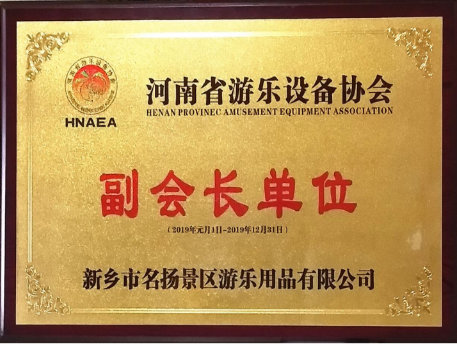 HNAEA
河南省游乐设备协会
HENAN PROVINEC AMUSEMENT EQUIPMENT ASSOCIATION
副会长单位
（2019年元月1日-2019年12月31日）
新乡市名扬景区游乐用品有限公司